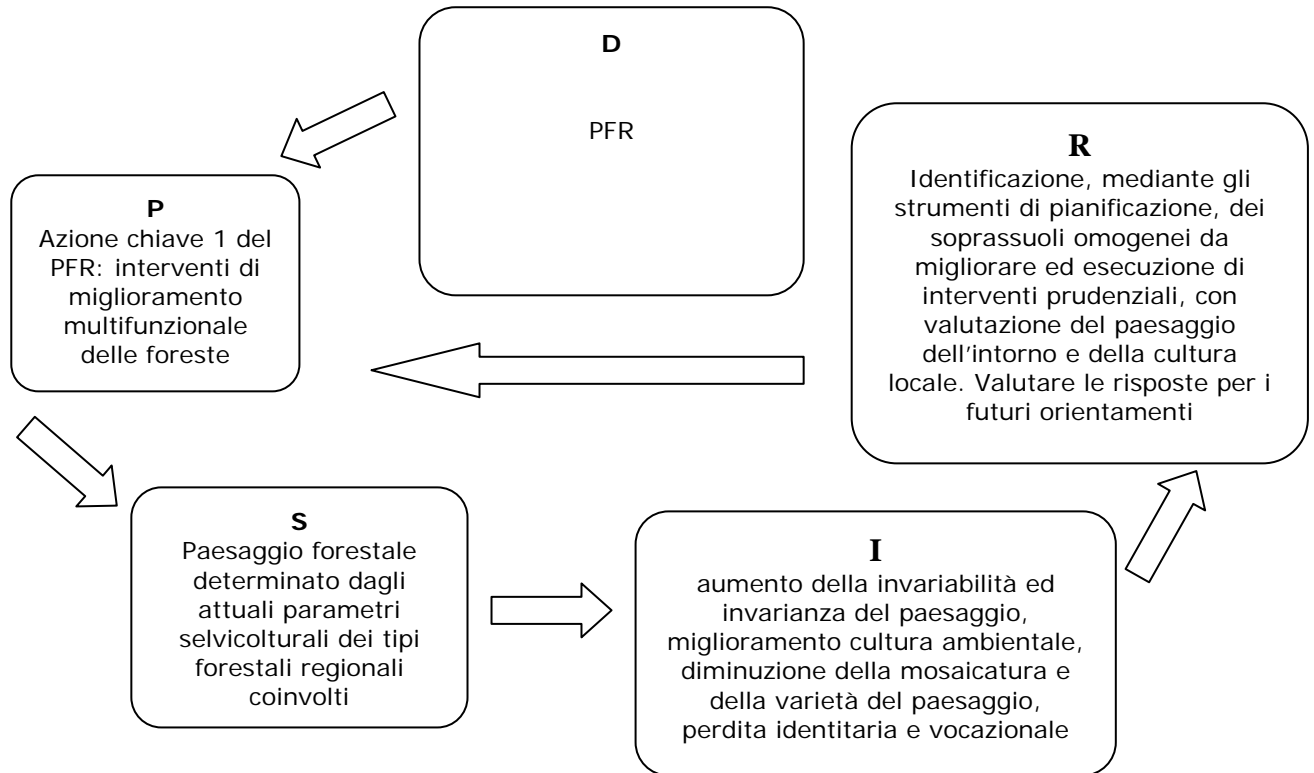 D
PFR
P
Azione chiave 1 del
PFR: interventi di
miglioramento
multifunzionale
delle foreste
S
Paesaggio forestale
determinato dagli
attuali parametri
selvicolturali dei tipi
forestali regionali
coinvolti
I
aumento della invariabilità ed
invarianza del paesaggio,
miglioramento cultura ambientale,
diminuzione della mosaicatura e
della varietà del paesaggio,
perdita identitaria e vocazionale
R
Identificazione, mediante gli
strumenti di pianificazione, dei
soprassuoli omogenei da
migliorare ed esecuzione di
interventi prudenziali, con
valutazione del paesaggio
dell'intorno e della cultura
locale. Valutare le risposte per i
futuri orientamenti